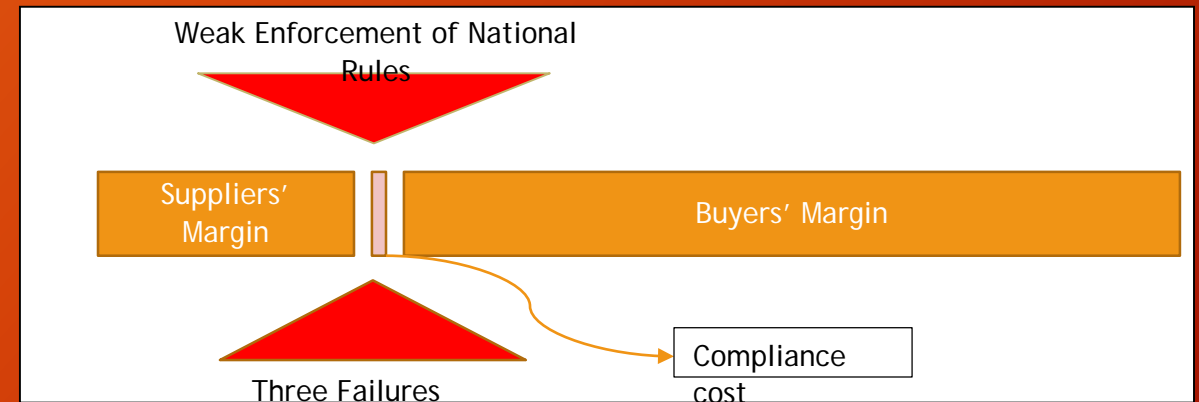 Weak Enforcement of National
Rules
Suppliers’
Margin
Buyers’ Margin
Compliance
cost
Three Failures